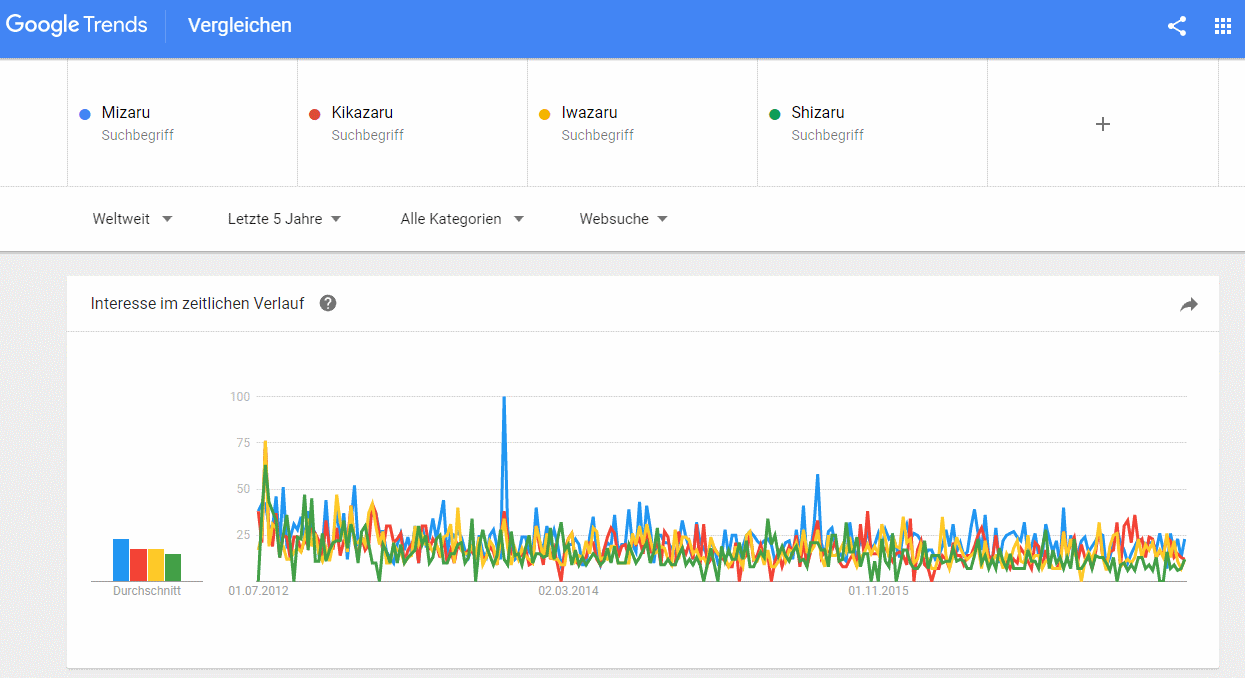 Google Trends Vergleichen
Mizaru Kikazaru Iwazaru Shizaru
Suchbegriff Suchbegriff Suchbegriff Suchbegriff
+
Weltweit Letzte 5 Jahre Alle Kategorien Websuche
Interesse im zeitlichen Verlauf ?
100
75
50
25
Durchschnitt 01.07.2012 02.03.2014 01.11.2015